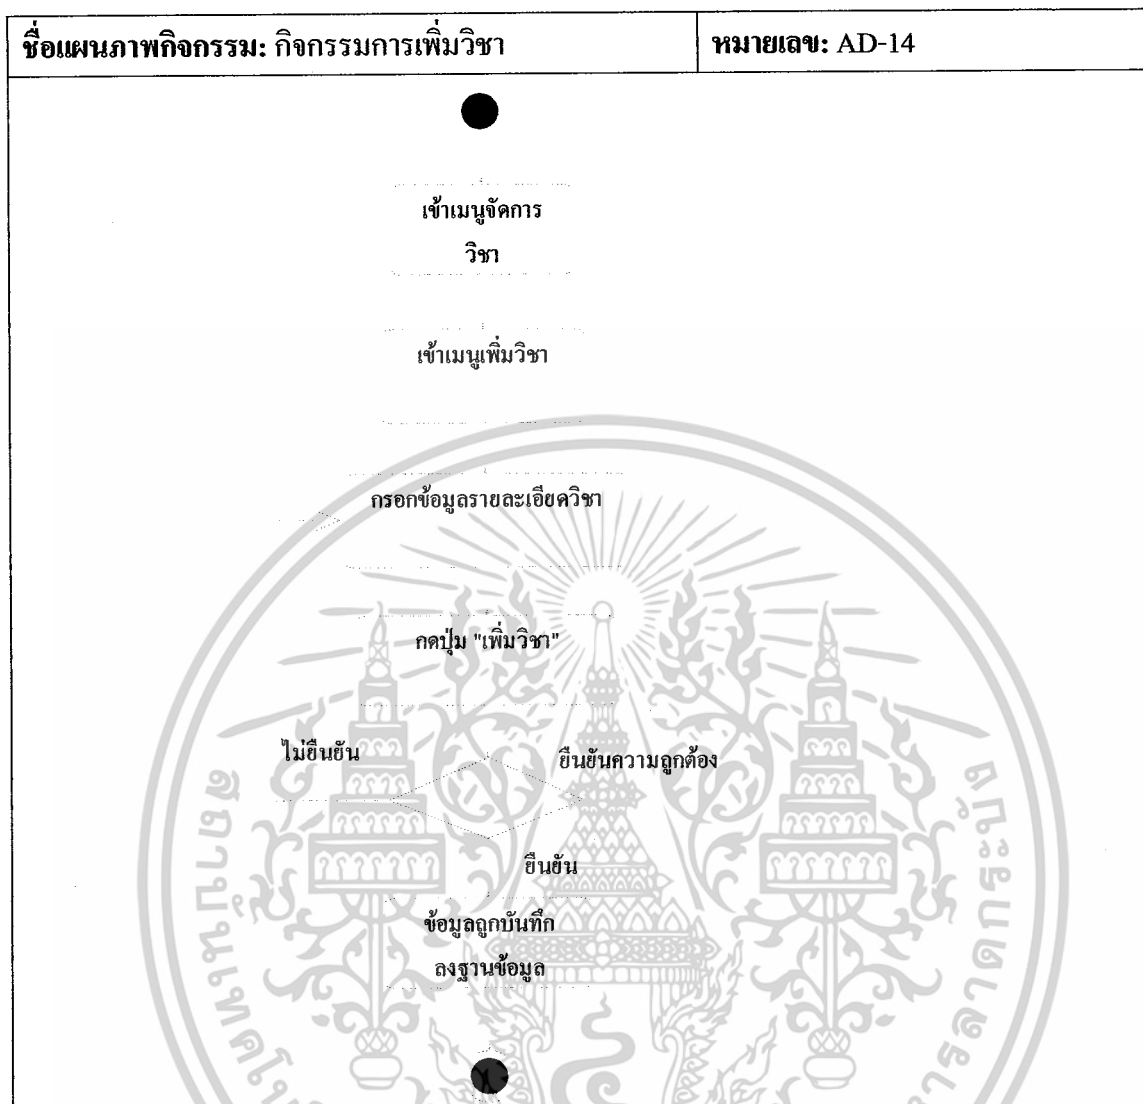 ชื่อแผนภาพกิจกรรม: กิจกรรมการเพิ่มวิชา
หมายเลข: AD-14
เข้าเมนูจัดการ
วิชา
เข้าเมนูเพิ่มวิชา
กรอกข้อมูลรายละเอียดวิชา
กดปุ่ม "เพิ่มวิชา"
ไม่ยืนยัน
ยืนยันความถูกต้อง
ยืนยัน
ข้อมูลถูกบันทึก
ลงฐานข้อมูล